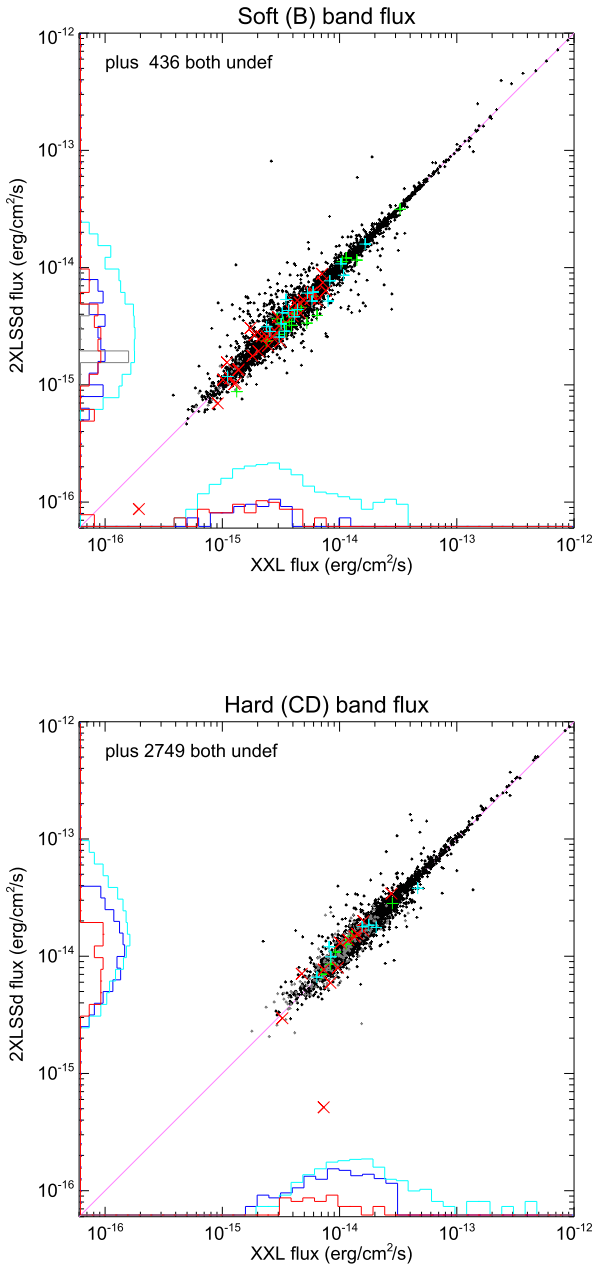 Soft (B) band flux
plus  436 both undef
2XLSSd flux (erg/cm²/s)
10⁻¹²
10⁻¹³
10⁻¹⁴
10⁻¹⁵
10⁻¹⁶
10⁻¹⁶ 10⁻¹⁵ 10⁻¹⁴ 10⁻¹³ 10⁻¹²
XXL flux (erg/cm²/s)
Hard (CD) band flux
plus 2749 both undef
2XLSSd flux (erg/cm²/s)
10⁻¹²
10⁻¹³
10⁻¹⁴
10⁻¹⁵
10⁻¹⁶
10⁻¹⁶ 10⁻¹⁵ 10⁻¹⁴ 10⁻¹³ 10⁻¹²
XXL flux (erg/cm²/s)